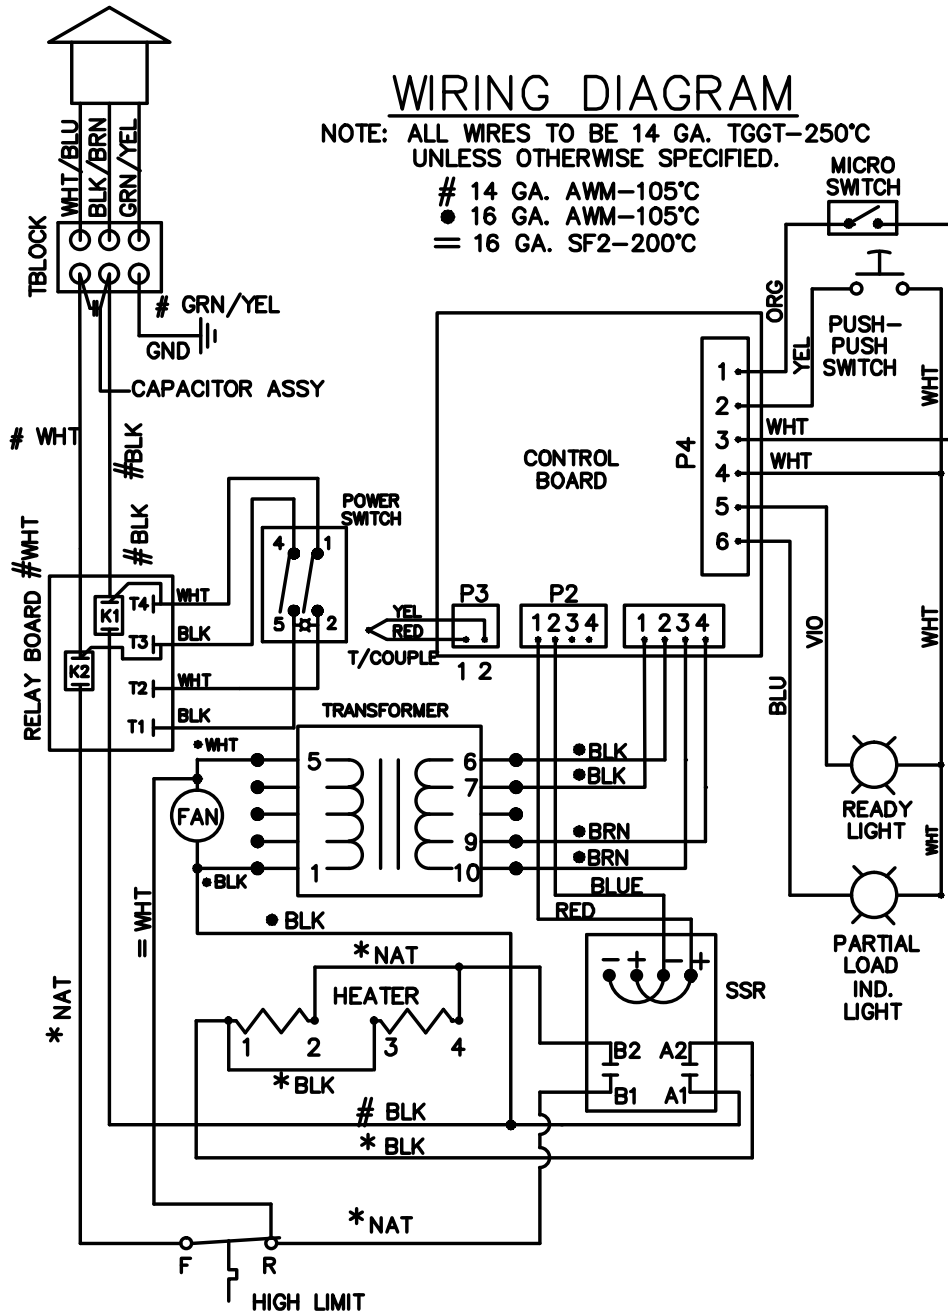 WIRING DIAGRAM
NOTE: ALL WIRES TO BE 14 GA. TGGT-250°C
UNLESS OTHERWISE SPECIFIED.
# 14 GA. AWM-105°C
● 16 GA. AWM-105°C
= 16 GA. SF2-200°C
WHT/BLU
BLK/BRN
GRN/YEL
TBLOCK
#
# GRN/YEL
GND
CAPACITOR ASSY
# WHT
#BLK
#BLK
#WHT
RELAY BOARD
K1
K2
T4
T3
T2
T1
WHT
BLK
WHT
BLK
POWER
SWITCH
4 1
5 2
MICRO
SWITCH
ORG
YEL
PUSH-
PUSH
SWITCH
WHT
CONTROL
BOARD
P4
1
2
3
4
5
6
WHT
WHT
VIO
BLU
WHT
WHT
P3
YEL
RED
T/COUPLE
1 2
P2
1 2 3 4
1 2 3 4
TRANSFORMER
5
1
6
7
9
10
●WHT
FAN
●BLK
●BLK
●BLK
●BRN
●BRN
BLUE
RED
● BLK
=WHT
READY
LIGHT
PARTIAL
LOAD
IND.
LIGHT
- + - +
SSR
B2 A2
B1 A1
*NAT
*NAT
HEATER
1 2 3 4
*BLK
# BLK
* BLK
*NAT
F R
HIGH LIMIT